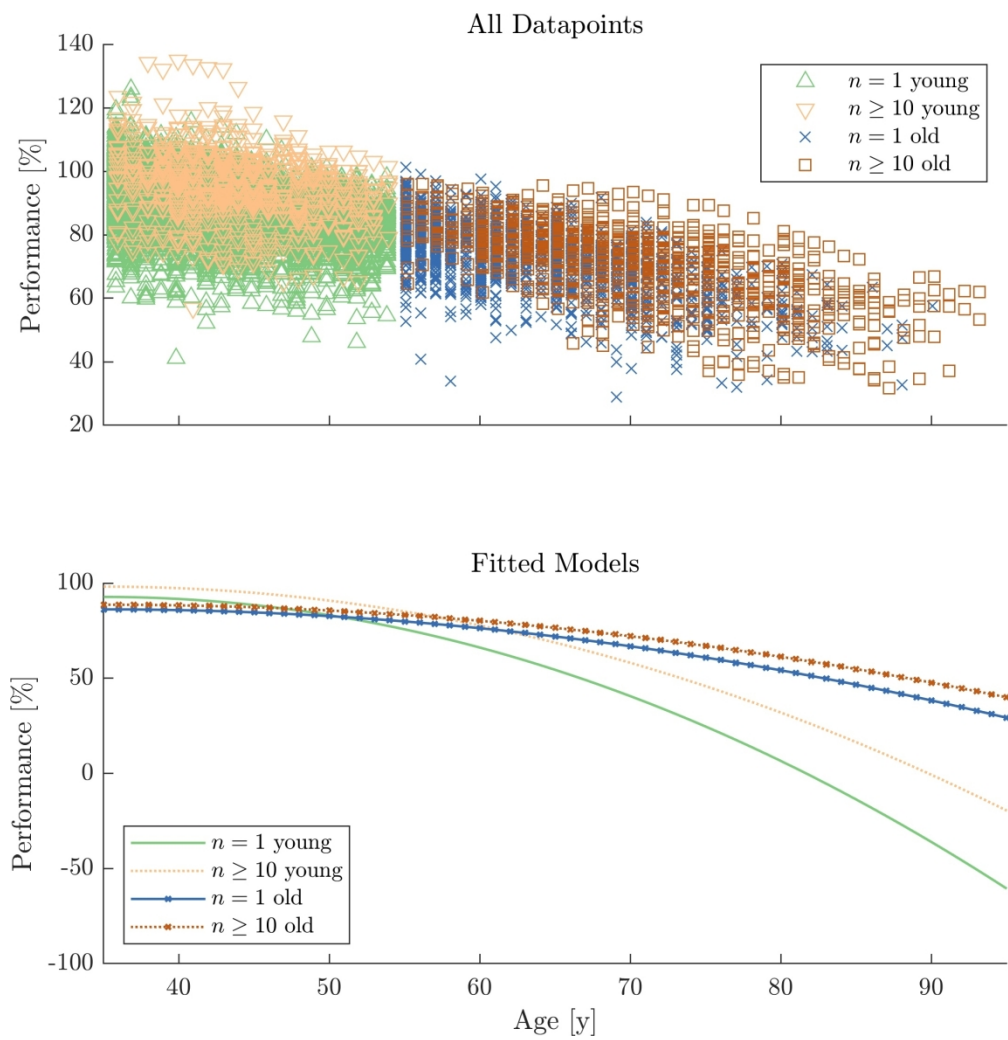 All Datapoints
140
120
100
80
60
40
20
Performance [%]
n = 1 young
n ≥ 10 young
n = 1 old
n ≥ 10 old
Fitted Models
100
50
0
-50
-100
Performance [%]
n = 1 young
n ≥ 10 young
n = 1 old
n ≥ 10 old
40 50 60 70 80 90
Age [y]